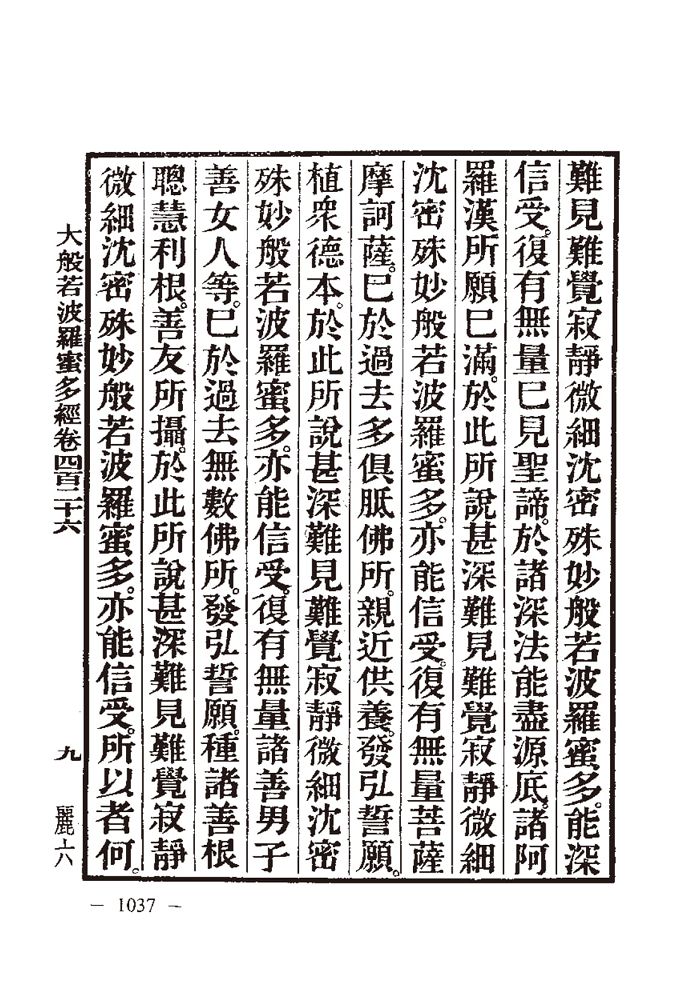 難見難覺寂靜微細沈密殊妙般若波羅蜜多。能深
信受。復有無量巳見聖諦。於諸深法能盡源底。諸阿
羅漢所願巳滿。於此所說甚深難見難覺寂靜微細
沈密殊妙般若波羅蜜多。亦能信受。復有無量菩薩
摩訶薩。巳於過去多俱胝佛所。親近供養。發弘誓願。
植衆德本。於此所說甚深難見難覺寂靜微細沈密
殊妙般若波羅蜜多。亦能信受。復有無量諸善男子
善女人等。巳於過去無數佛所。發弘誓願。種諸善根
聰慧利根。善友所攝。於此所說甚深難見難覺寂靜
微細沈密殊妙般若波羅蜜多。亦能信受。所以者何。
大般若波羅蜜多經卷四百二十六 九 麗六
— 1037 —